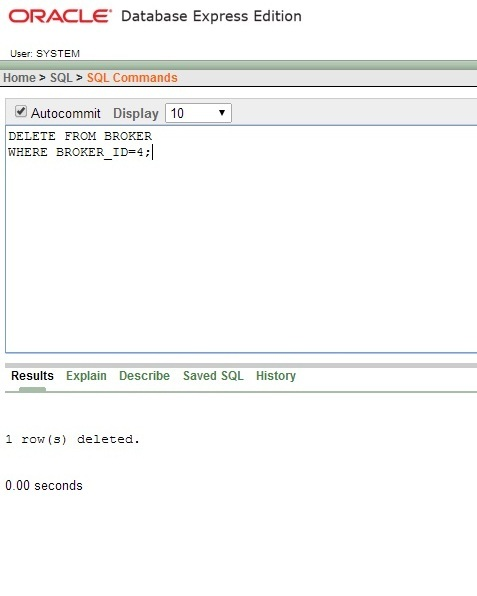 ORACLE Database Express Edition
User: SYSTEM
Home > SQL > SQL Commands
Autocommit Display 10
DELETE FROM BROKER
WHERE BROKER_ID=4;
Results Explain Describe Saved SQL History
1 row(s) deleted.
0.00 seconds